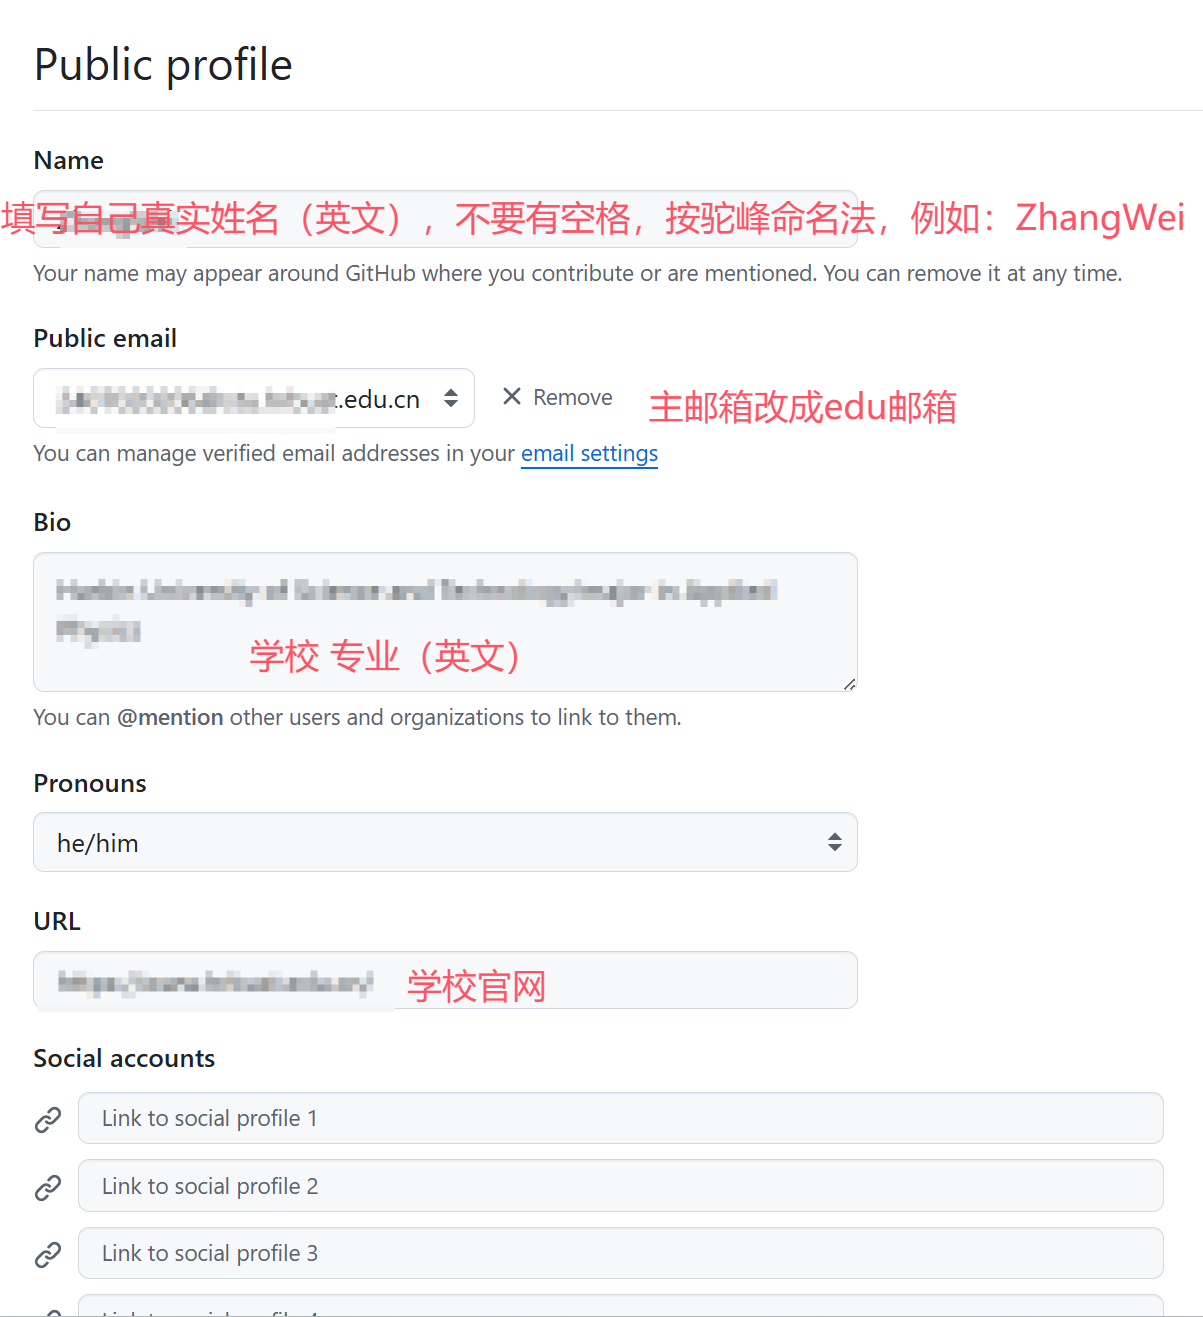 Public profile
Name
填写自己真实姓名（英文），不要有空格，按驼峰命名法，例如：ZhangWei
Your name may appear around GitHub where you contribute or are mentioned. You can remove it at any time.
Public email
.edu.cn
Remove
主邮箱改成edu邮箱
You can manage verified email addresses in your email settings
Bio
学校 专业（英文）
You can @mention other users and organizations to link to them.
Pronouns
he/him
URL
学校官网
Social accounts
Link to social profile 1
Link to social profile 2
Link to social profile 3